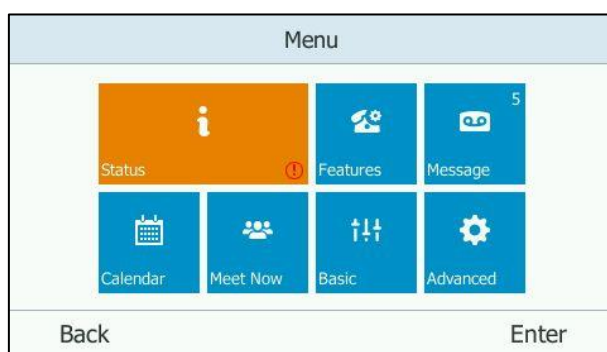 Menu
5
Status Features Message
Calendar Meet Now Basic Advanced
Back Enter